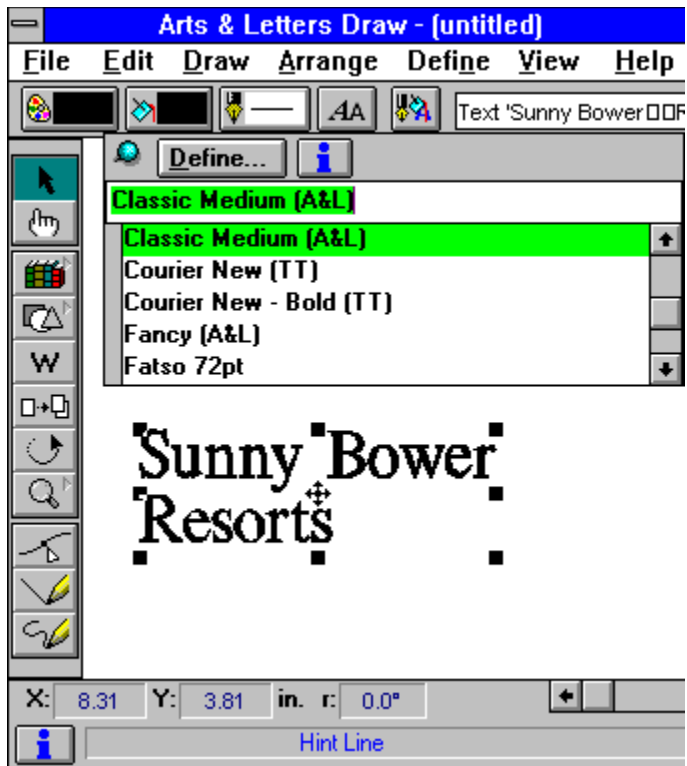 Arts & Letters Draw - (untitled)
File Edit Draw Arrange Define View Help
AA Text 'Sunny Bower□□R
Define...
Classic Medium (A&L)
Classic Medium (A&L)
Courier New (TT)
Courier New - Bold (TT)
Fancy (A&L)
Fatso 72pt
W
Sunny Bower
Resorts
X: 8.31 Y: 3.81 in. r: 0.0°
Hint Line